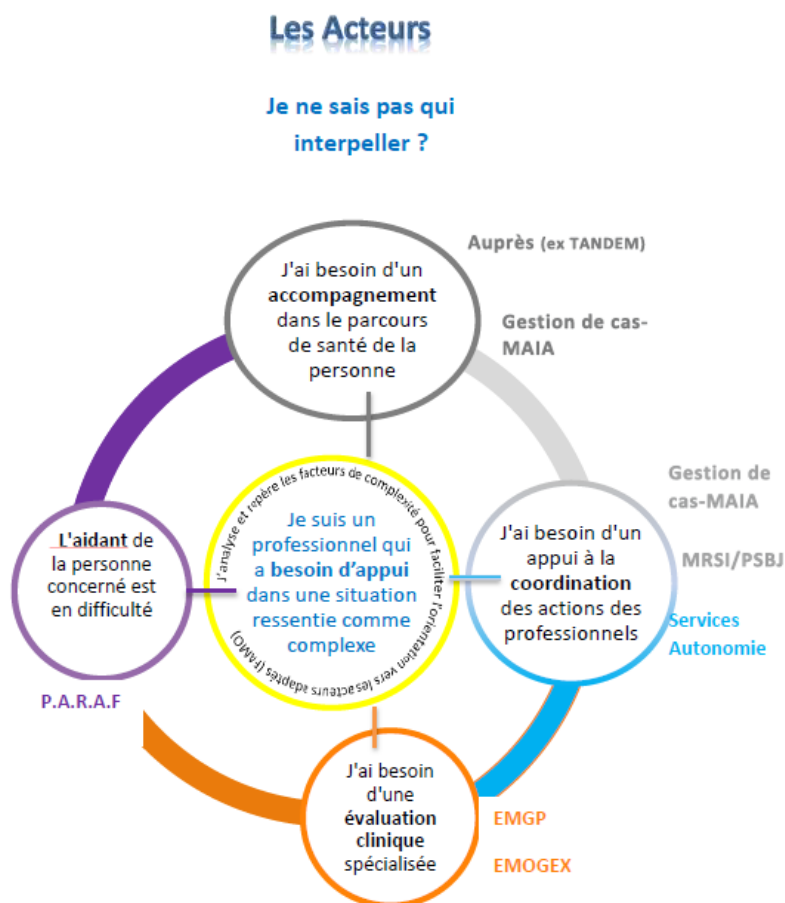 Les Acteurs
Je ne sais pas qui
interpeller ?
Auprès (ex TANDEM)
J'ai besoin d'un
accompagnement
dans le parcours
de santé de la
personne
Gestion de cas-
MAIA
J'analyse et repère les facteurs de complexité pour faciliter l'orientation vers les acteurs adaptés (FAMO)
Je suis un
professionnel qui
a besoin d'appui
dans une situation
ressentie comme
complexe
L'aidant de
la personne
concerné est
en difficulté
P.A.R.A.F
Gestion de
cas-MAIA
J'ai besoin d'un
appui à la
coordination
des actions des
professionnels
MRSI/PSBJ
Services
Autonomie
J'ai besoin
d'une
évaluation
clinique
spécialisée
EMGP
EMOGEX